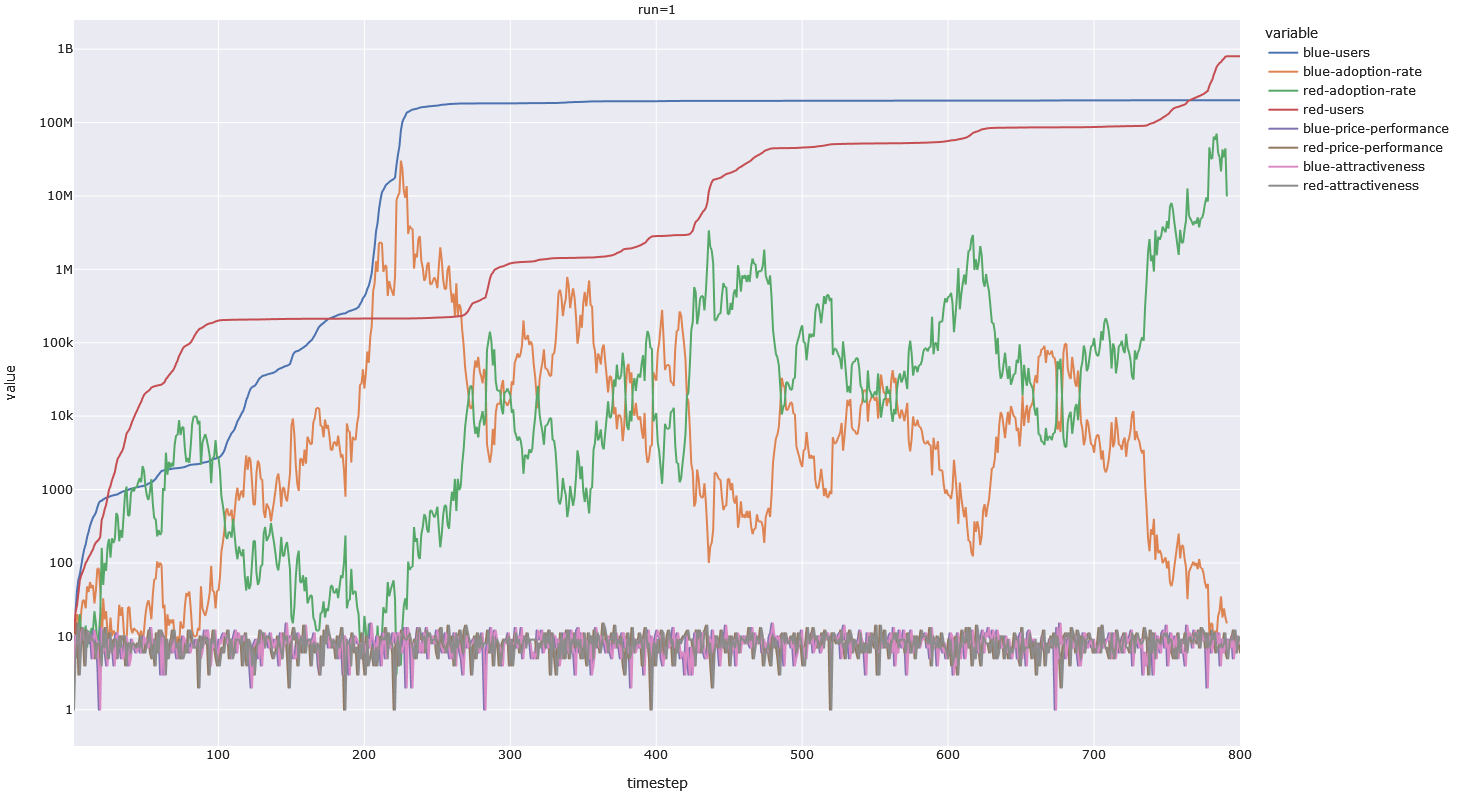 run=1
variable
blue-users
blue-adoption-rate
red-adoption-rate
red-users
blue-price-performance
red-price-performance
blue-attractiveness
red-attractiveness
1B
100M
10M
1M
100k
10k
1000
100
10
1
value
100 200 300 400 500 600 700 800
timestep